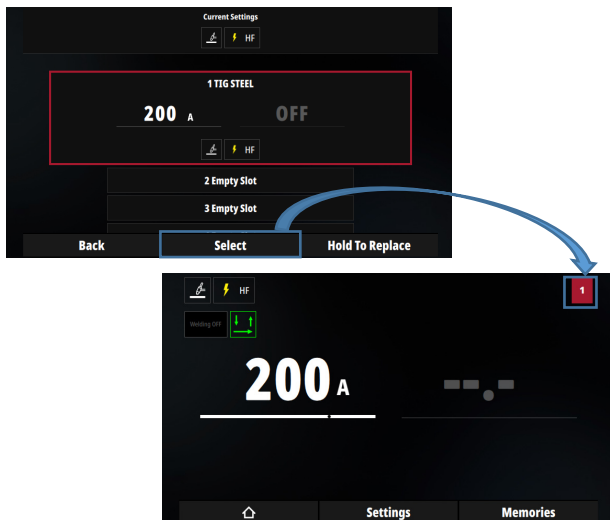 Current Settings
HF
1 TIG STEEL
200 A OFF
HF
2 Empty Slot
3 Empty Slot
Back Select Hold To Replace
HF 1
Welding OFF
200 A --.-
Settings Memories